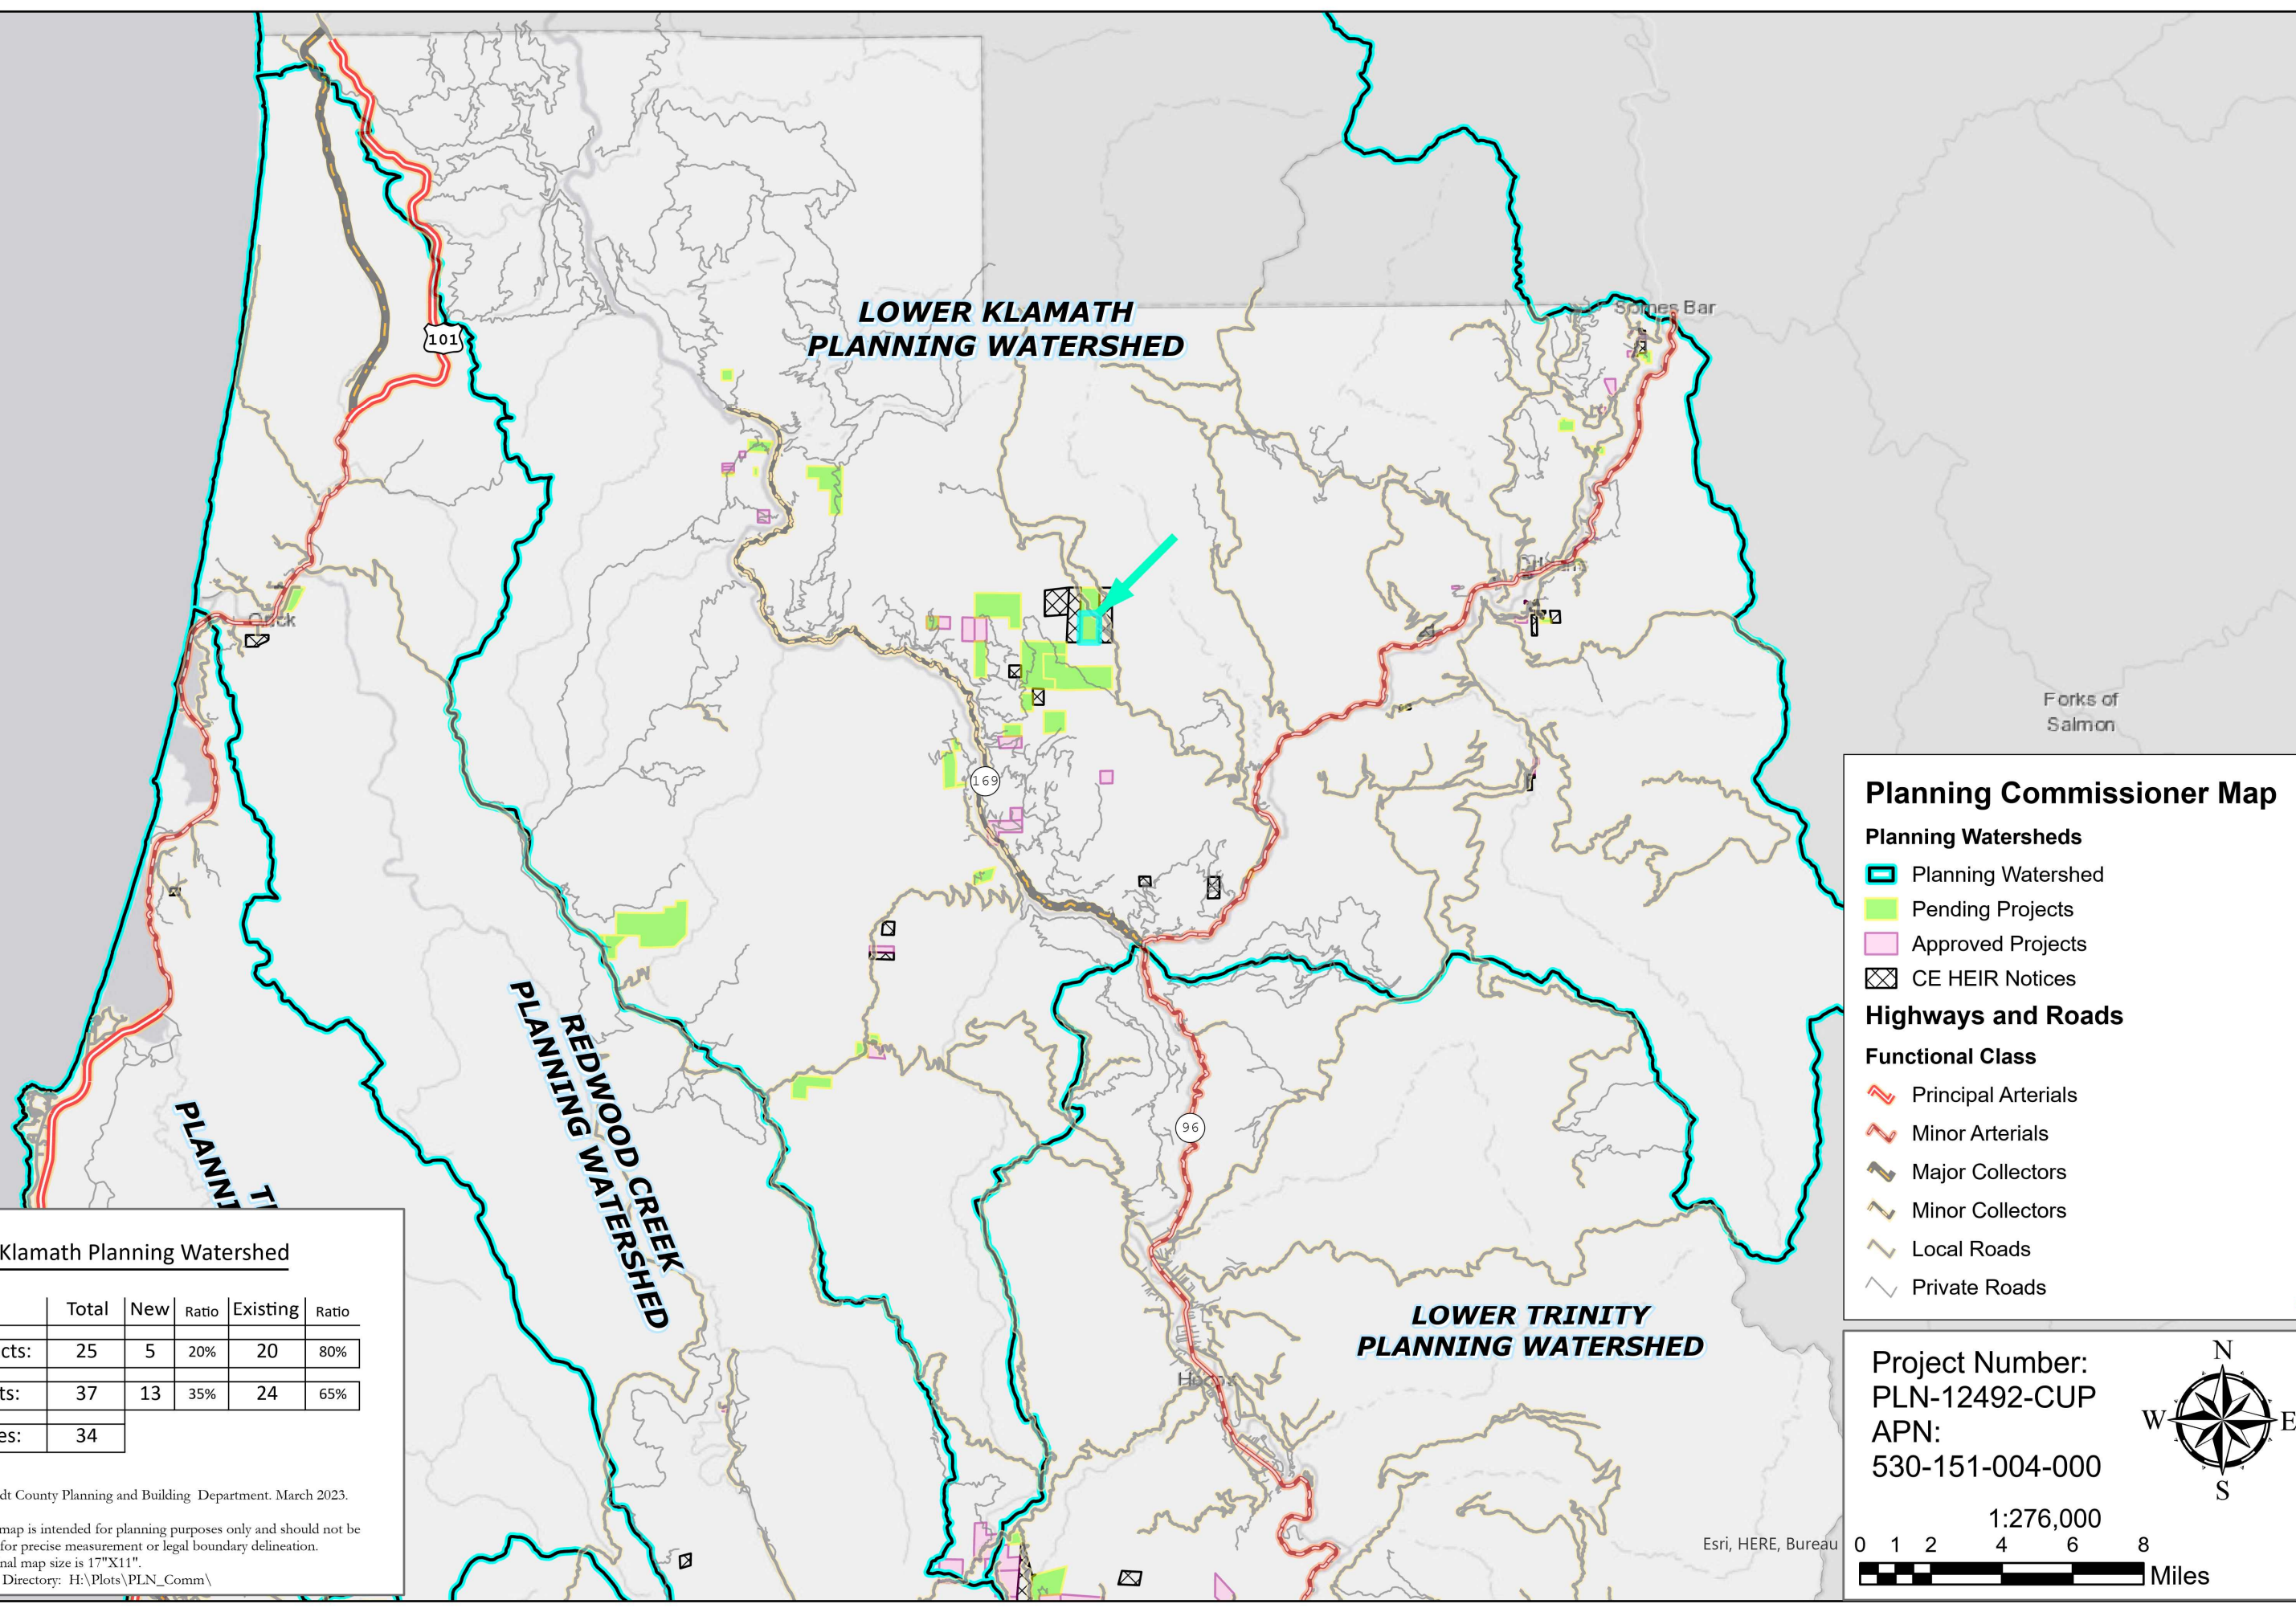 LOWER KLAMATH
PLANNING WATERSHED
101
Somes Bar
Forks of
Salmon
169
96
REDWOOD CREEK
PLANNING WATERSHED
LOWER TRINITY
PLANNING WATERSHED
Planning Commissioner Map
Planning Watersheds
Planning Watershed
Pending Projects
Approved Projects
CE HEIR Notices
Highways and Roads
Functional Class
Principal Arterials
Minor Arterials
Major Collectors
Minor Collectors
Local Roads
Private Roads
Klamath Planning Watershed
Total New Ratio Existing Ratio
cts: 25 5 20% 20 80%
ts: 37 13 35% 24 65%
es: 34
dt County Planning and Building Department. March 2023.
map is intended for planning purposes only and should not be
for precise measurement or legal boundary delineation.
nal map size is 17"X11".
Directory: H:\Plots\PLN_Comm\
Project Number:
PLN-12492-CUP
APN:
530-151-004-000
N
W E
S
1:276,000
0 1 2 4 6 8
Miles
Esri, HERE, Bureau